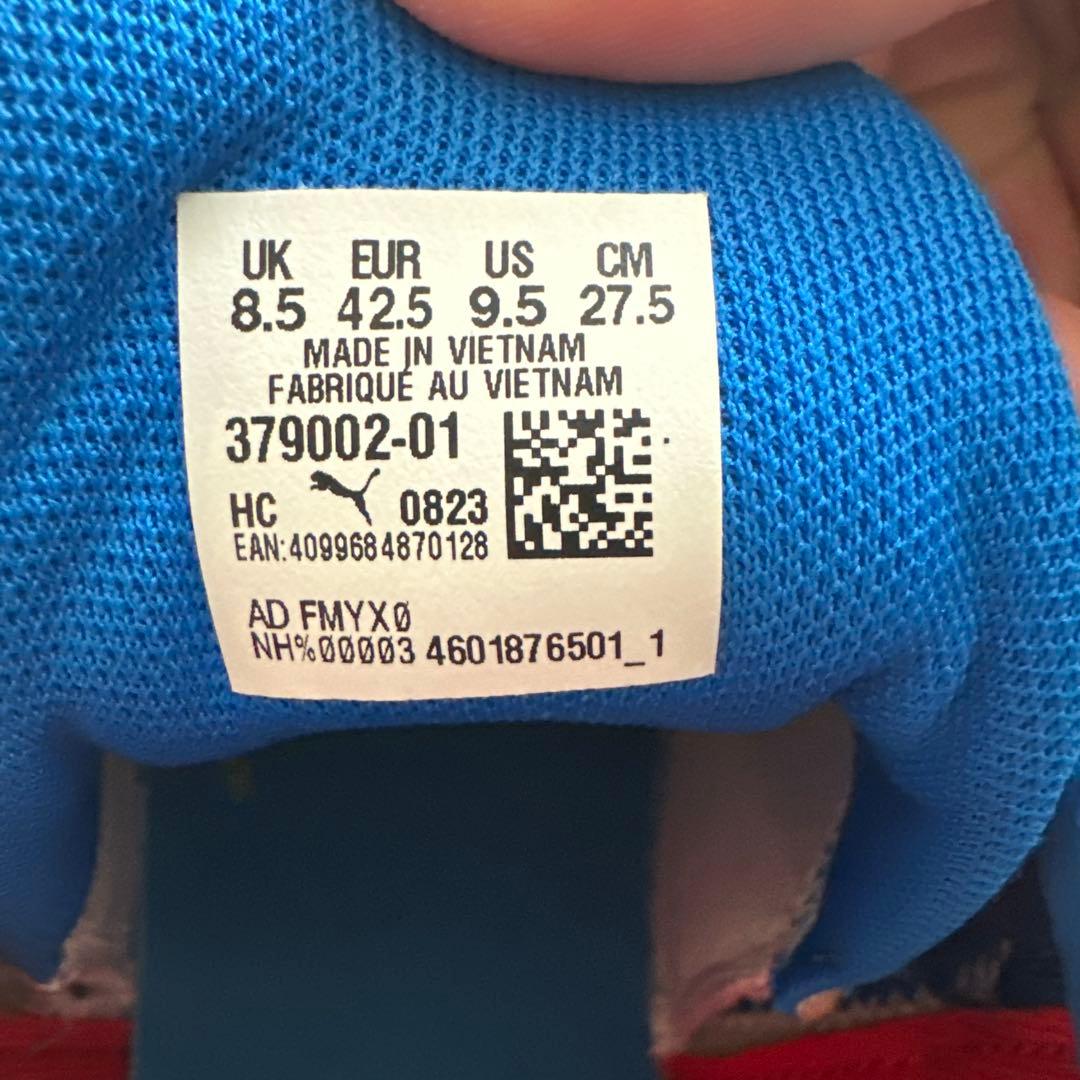 UK EUR US CM
8.5 42.5 9.5 27.5
MADE IN VIETNAM
FABRIQUÉ AU VIETNAM
379002-01
HC 0823
EAN:4099684870128
AD FMYX0
NH%00003 4601876501_1